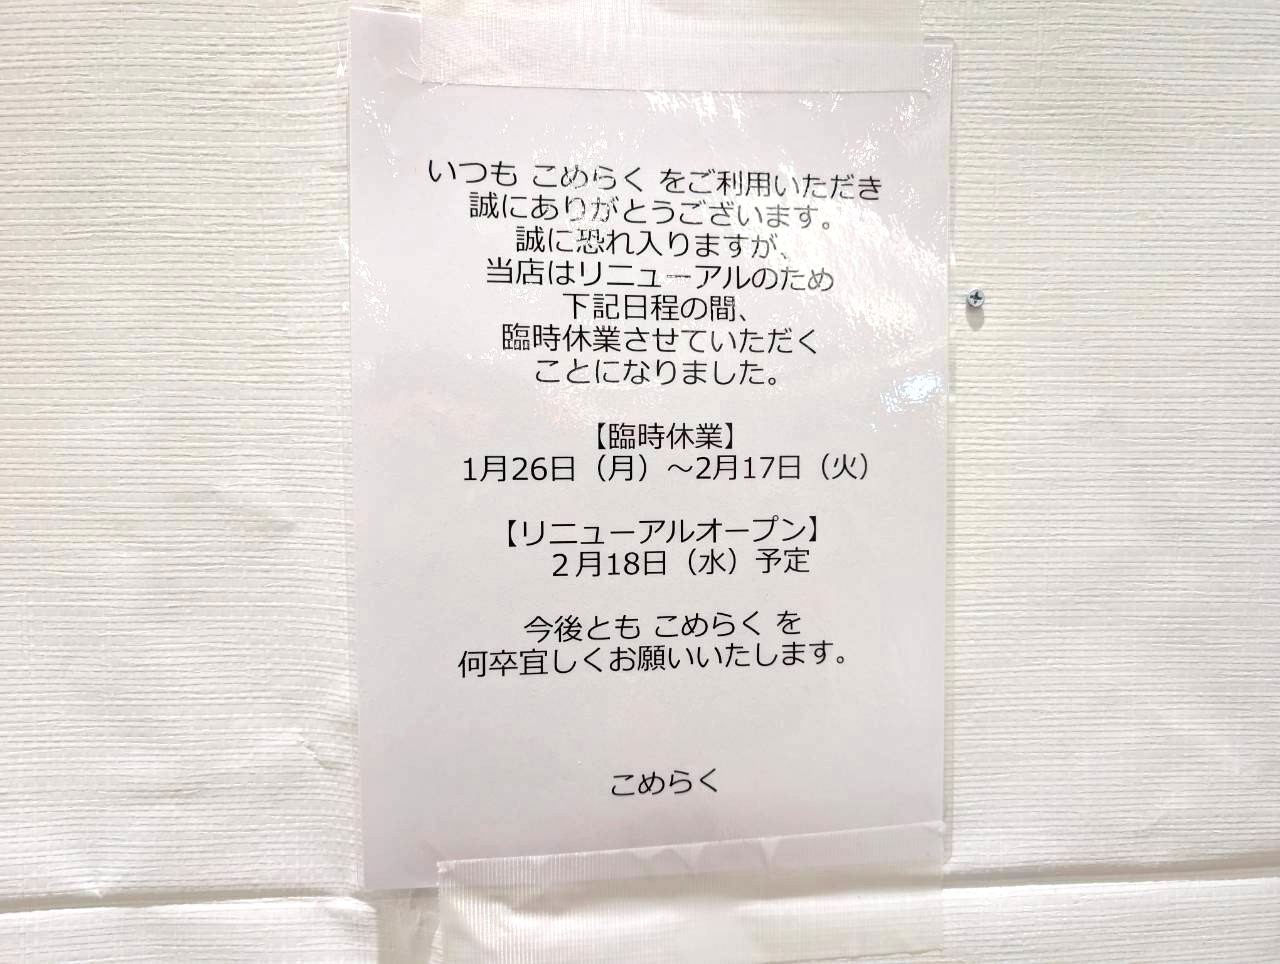 いつも こめらく をご利用いただき
誠にありがとうございます。
誠に恐れ入りますが、
当店はリニューアルのため
下記日程の間、
臨時休業させていただく
ことになりました。
【臨時休業】
1月26日（月）～2月17日（火）
【リニューアルオープン】
２月18日（水）予定
今後とも こめらく を
何卒宜しくお願いいたします。
こめらく